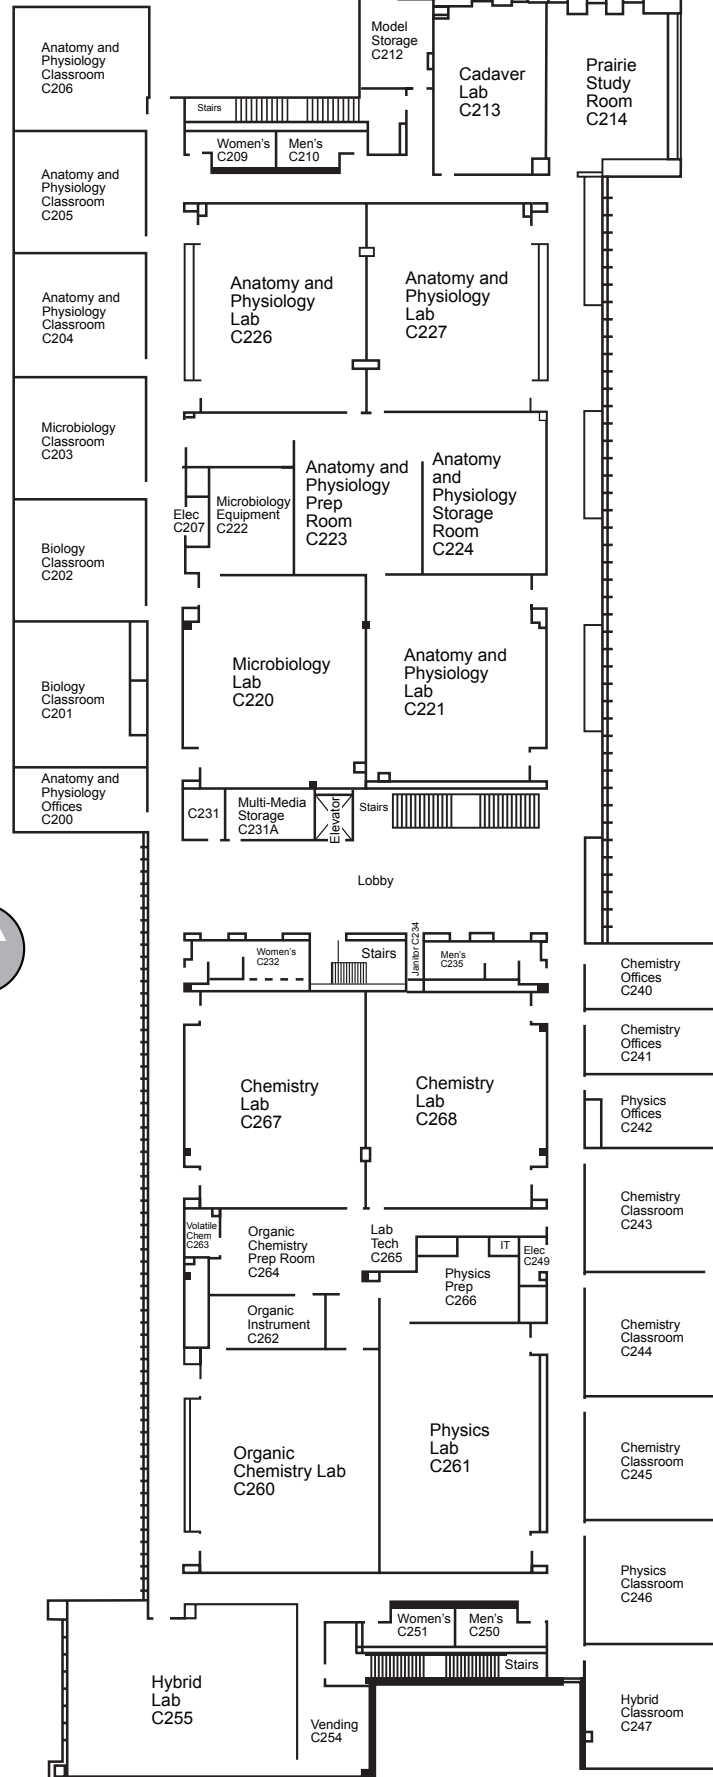 Model
Storage
C212
Anatomy and
Physiology
Classroom
C206
Cadaver
Lab
C213
Prairie
Study
Room
C214
Stairs
Women's
C209
Men's
C210
Anatomy and
Physiology
Classroom
C205
Anatomy and
Physiology
Lab
C226
Anatomy and
Physiology
Lab
C227
Anatomy and
Physiology
Classroom
C204
Microbiology
Classroom
C203
Anatomy and
Physiology
Prep
Room
C223
Anatomy
and
Physiology
Storage
Room
C224
Elec
C207
Microbiology
Equipment
C222
Biology
Classroom
C202
Microbiology
Lab
C220
Anatomy and
Physiology
Lab
C221
Biology
Classroom
C201
Anatomy and
Physiology
Offices
C200
C231
Multi-Media
Storage
C231A
Elevator
Stairs
Lobby
Women's
C232
Stairs
Janitor C234
Men's
C235
Chemistry
Offices
C240
Chemistry
Offices
C241
Chemistry
Lab
C267
Chemistry
Lab
C268
Physics
Offices
C242
Chemistry
Classroom
C243
Volatile
Chem
C263
Organic
Chemistry
Prep Room
C264
Lab
Tech
C265
IT
Elec
C249
Physics
Prep
C266
Organic
Instrument
C262
Chemistry
Classroom
C244
Organic
Chemistry Lab
C260
Physics
Lab
C261
Chemistry
Classroom
C245
Physics
Classroom
C246
Women's
C251
Men's
C250
Stairs
Hybrid
Lab
C255
Vending
C254
Hybrid
Classroom
C247